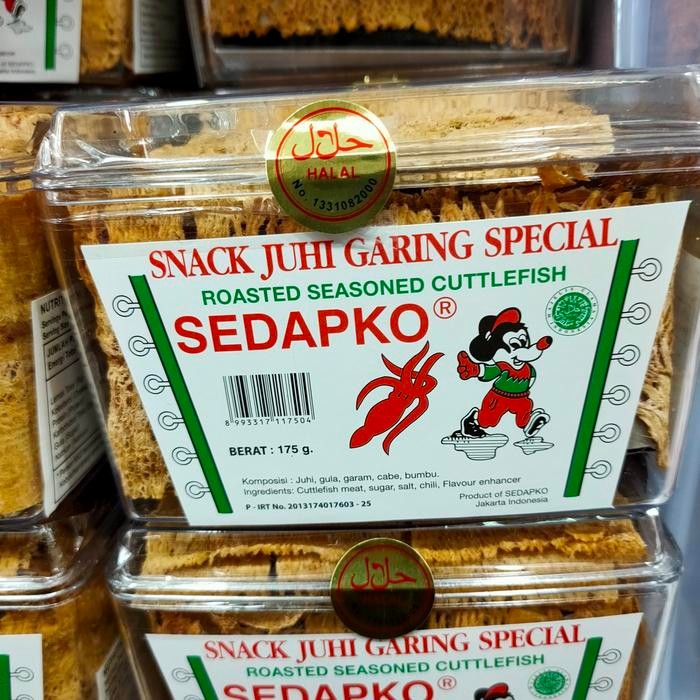 حلال
HALAL
No. 1331082000
SNACK JUHI GARING SPECIAL
ROASTED SEASONED CUTTLEFISH
SEDAPKO®
8 993317 117504
BERAT : 175 g.
Komposisi : Juhi, gula, garam, cabe, bumbu.
Ingredients: Cuttlefish meat, sugar, salt, chili, Flavour enhancer
P - IRT No. 2013174017603 - 25
Product of SEDAPKO
Jakarta Indonesia
حلال
HALAL
SNACK JUHI GARING SPECIAL
ROASTED SEASONED CUTTLEFISH
SEDAPKO®